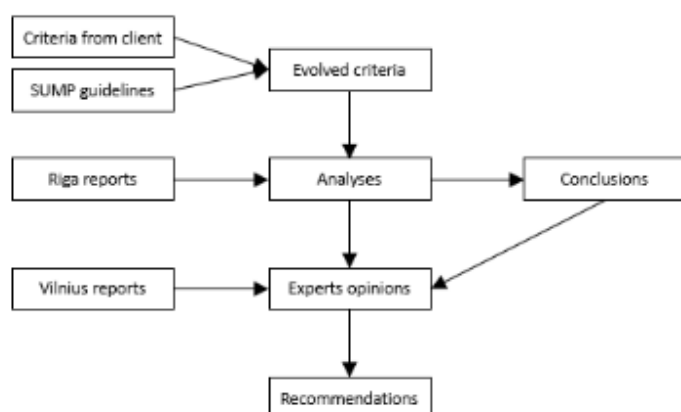 Criteria from client
SUMP guidelines
Evolved criteria
Riga reports
Analyses
Conclusions
Vilnius reports
Experts opinions
Recommendations